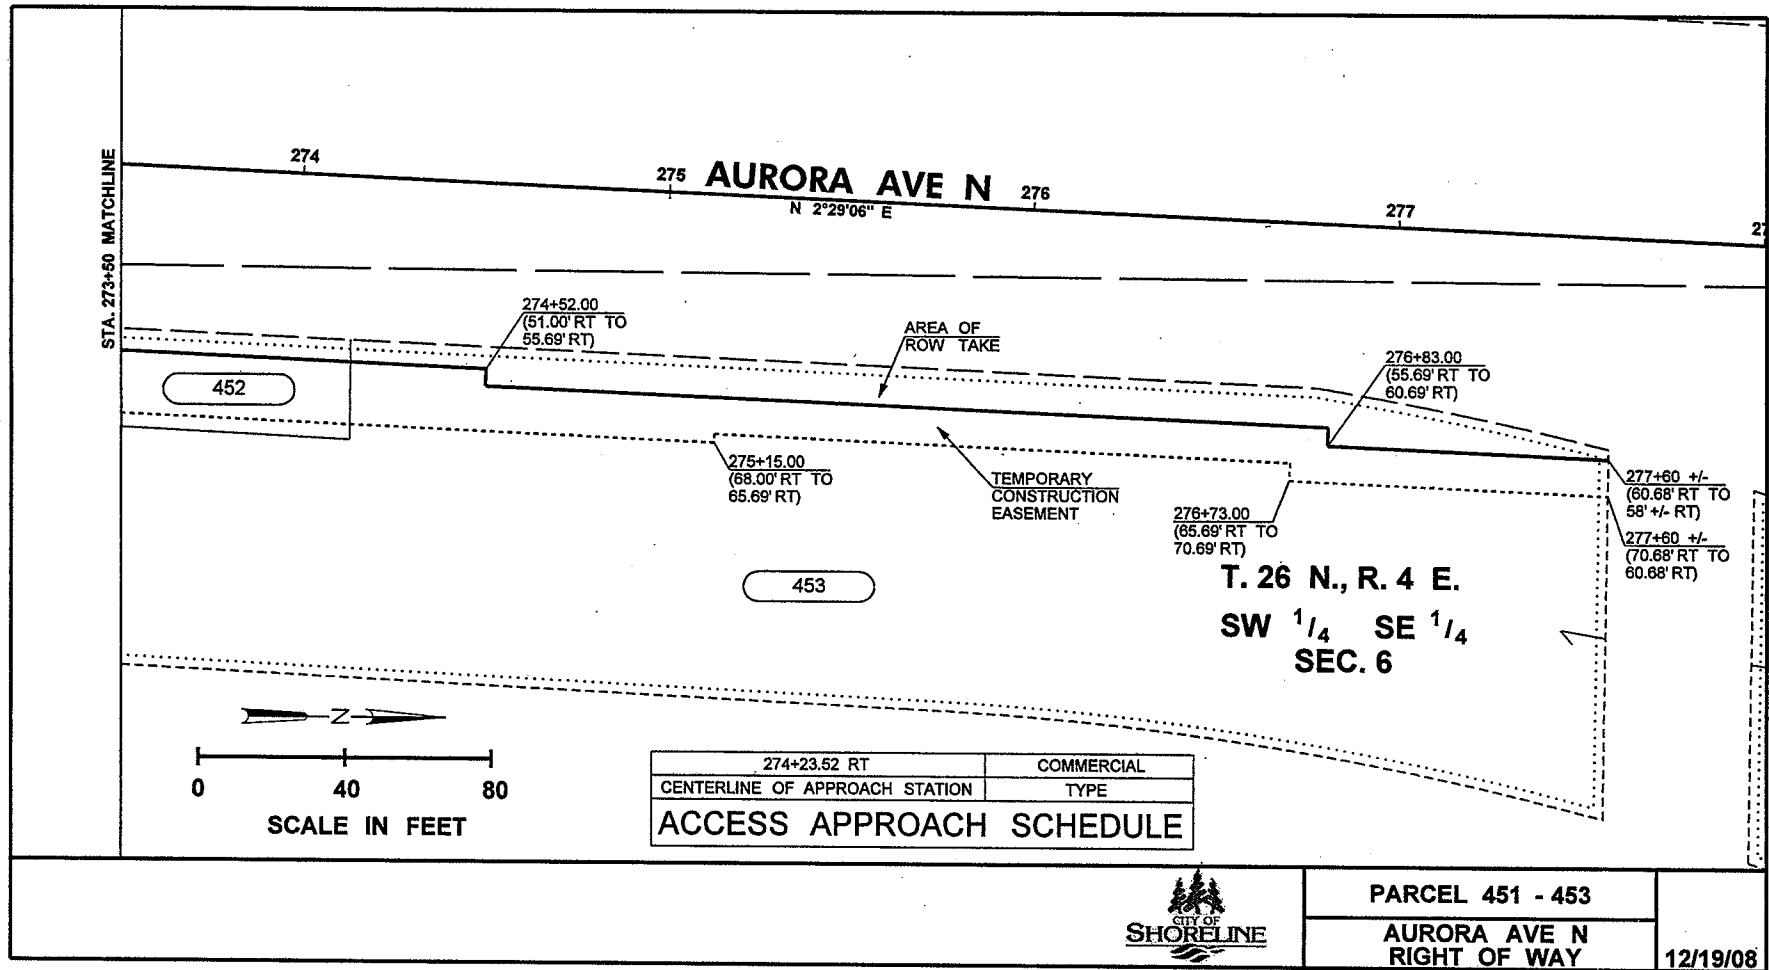 STA. 273+50 MATCHLINE
274
275
AURORA AVE N
N 2°29'06" E
276
277
27
274+52.00
(51.00' RT TO
55.69' RT)
AREA OF
ROW TAKE
276+83.00
(55.69' RT TO
60.69' RT)
452
275+15.00
(68.00' RT TO
65.69' RT)
TEMPORARY
CONSTRUCTION
EASEMENT
276+73.00
(65.69' RT TO
70.69' RT)
277+60 +/-
(60.68' RT TO
58' +/- RT)
277+60 +/-
(70.68' RT TO
60.68' RT)
453
T. 26 N., R. 4 E.
SW 1/4 SE 1/4
SEC. 6
N
0 40 80
SCALE IN FEET
274+23.52 RT COMMERCIAL
CENTERLINE OF APPROACH STATION TYPE
ACCESS APPROACH SCHEDULE
CITY OF
SHORELINE
PARCEL 451 - 453
AURORA AVE N
RIGHT OF WAY
12/19/08